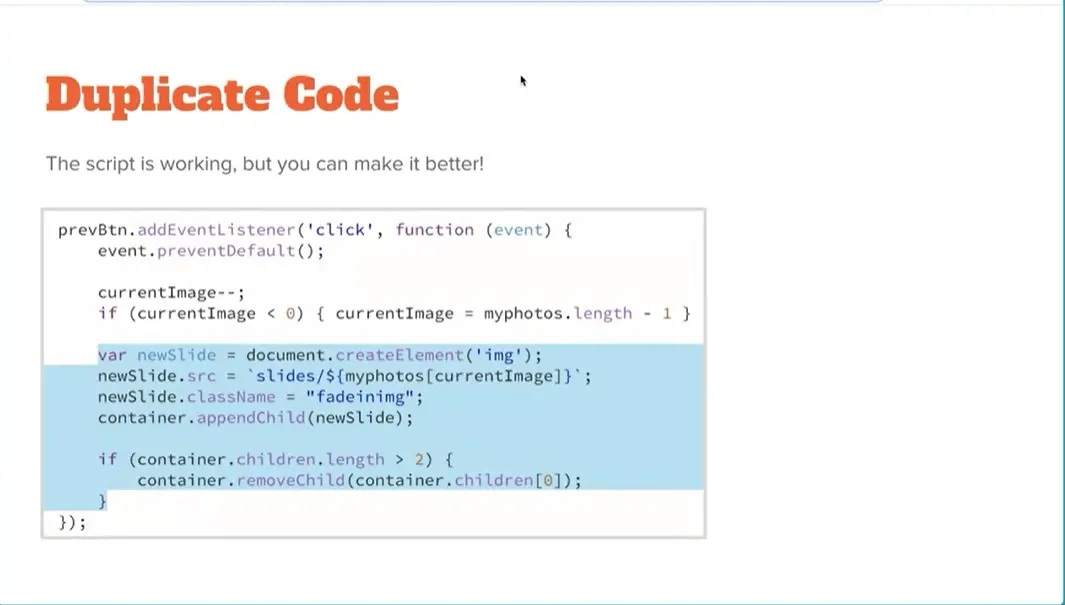 Duplicate Code
The script is working, but you can make it better!
prevBtn.addEventListener('click', function (event) {
event.preventDefault();
currentImage--;
if (currentImage < 0) { currentImage = myphotos.length - 1 }
var newSlide = document.createElement('img');
newSlide.src = `slides/${myphotos[currentImage]}`;
newSlide.className = "fadeinimg";
container.appendChild(newSlide);
if (container.children.length > 2) {
container.removeChild(container.children[0]);
}
});